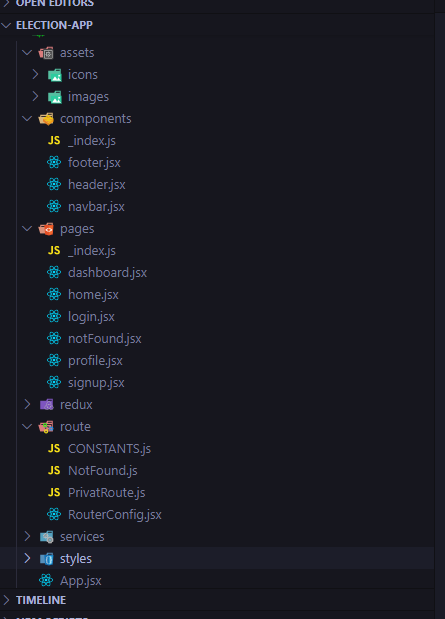 OPEN EDITORS
ELECTION-APP
assets
icons
images
components
JS _index.js
footer.jsx
header.jsx
navbar.jsx
pages
JS _index.js
dashboard.jsx
home.jsx
login.jsx
notFound.jsx
profile.jsx
signup.jsx
redux
route
JS CONSTANTS.js
JS NotFound.js
JS PrivatRoute.js
RouterConfig.jsx
services
styles
App.jsx
TIMELINE
NPM SCRIPTS